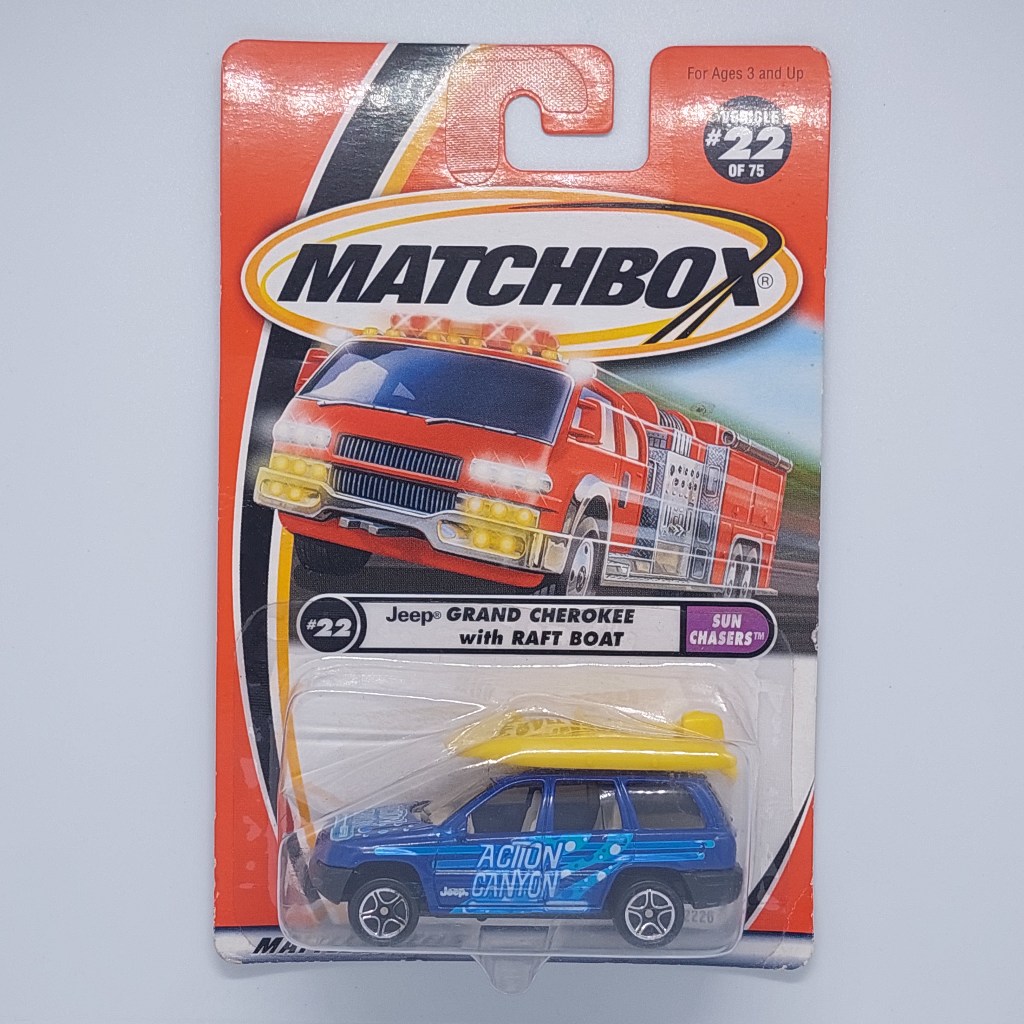 For Ages 3 and Up
VEHICLE
#22
OF 75
MATCHBOX®
#22
Jeep® GRAND CHEROKEE
with RAFT BOAT
SUN
CHASERS™
ACTION
CANYON
Jeep®